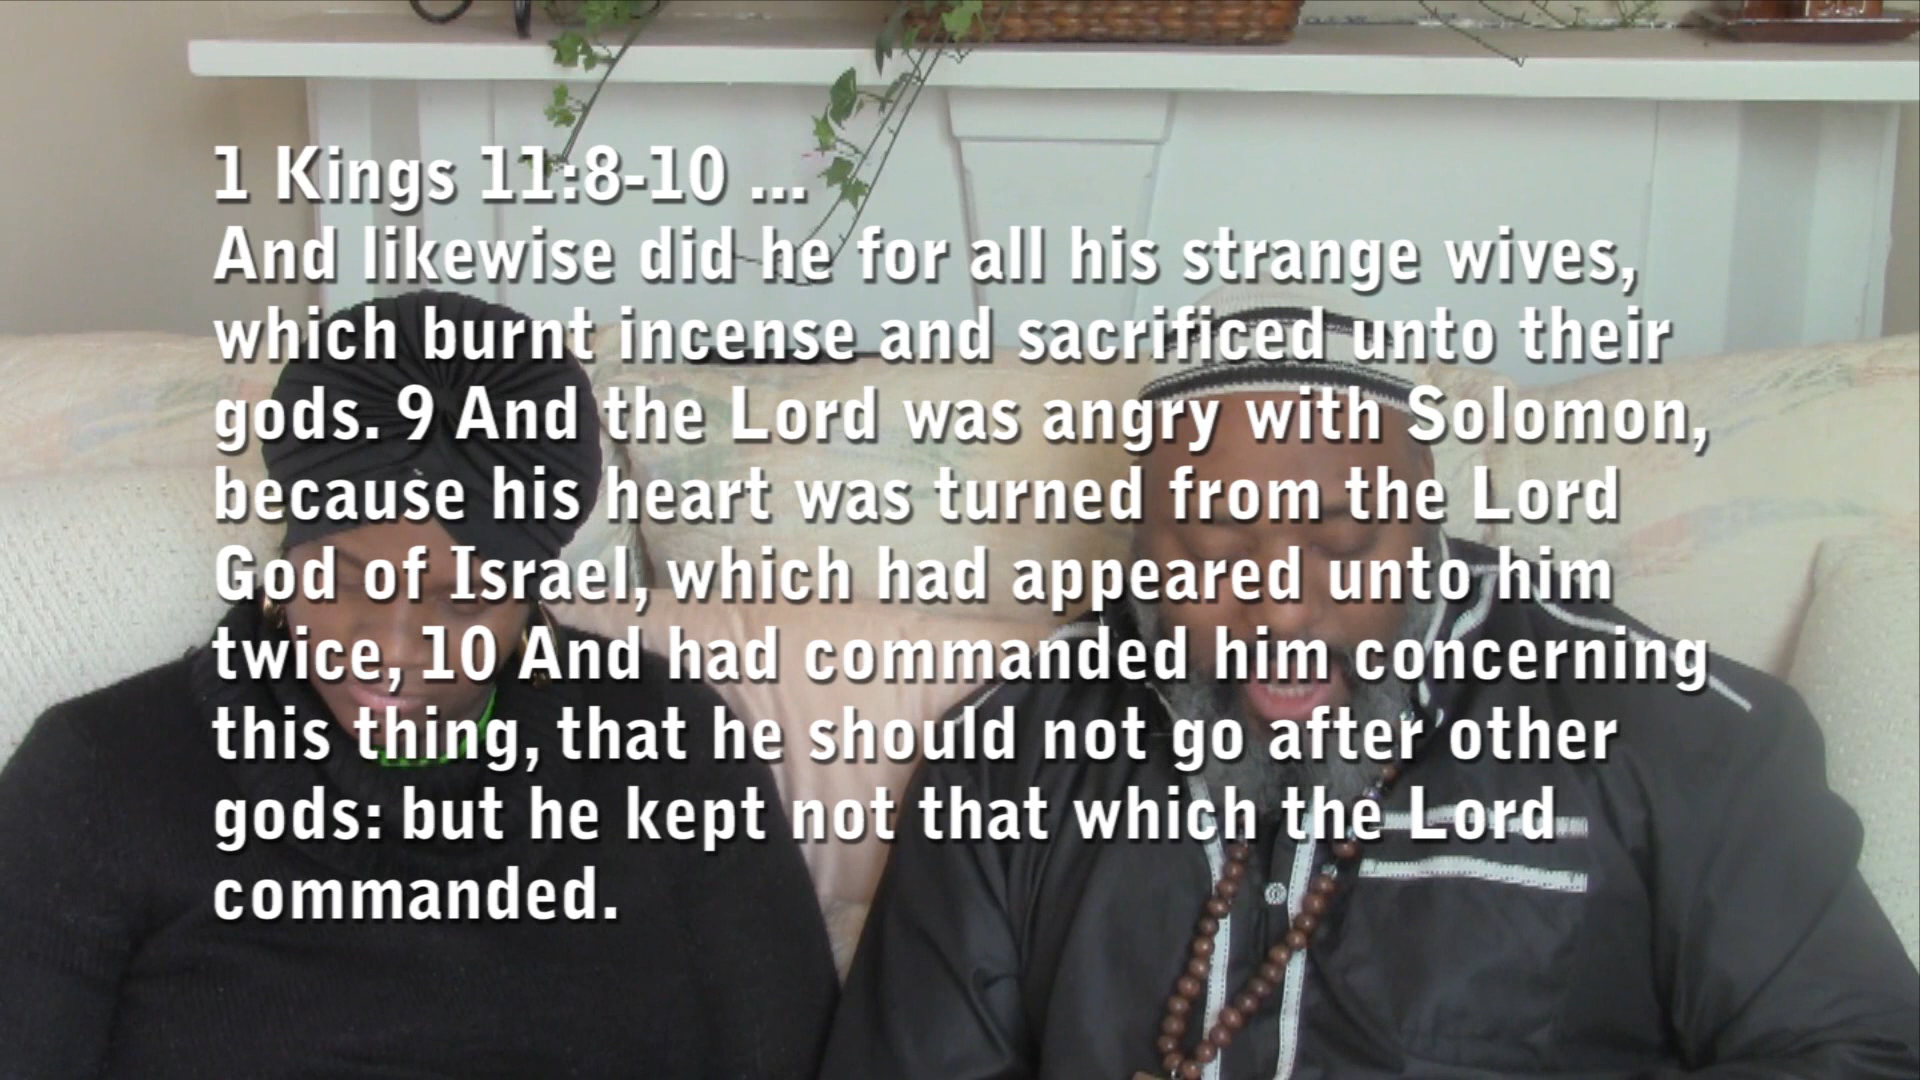 1 Kings 11:8-10 ...
And likewise did he for all his strange wives,
which burnt incense and sacrificed unto their
gods. 9 And the Lord was angry with Solomon,
because his heart was turned from the Lord
God of Israel, which had appeared unto him
twice, 10 And had commanded him concerning
this thing, that he should not go after other
gods: but he kept not that which the Lord
commanded.